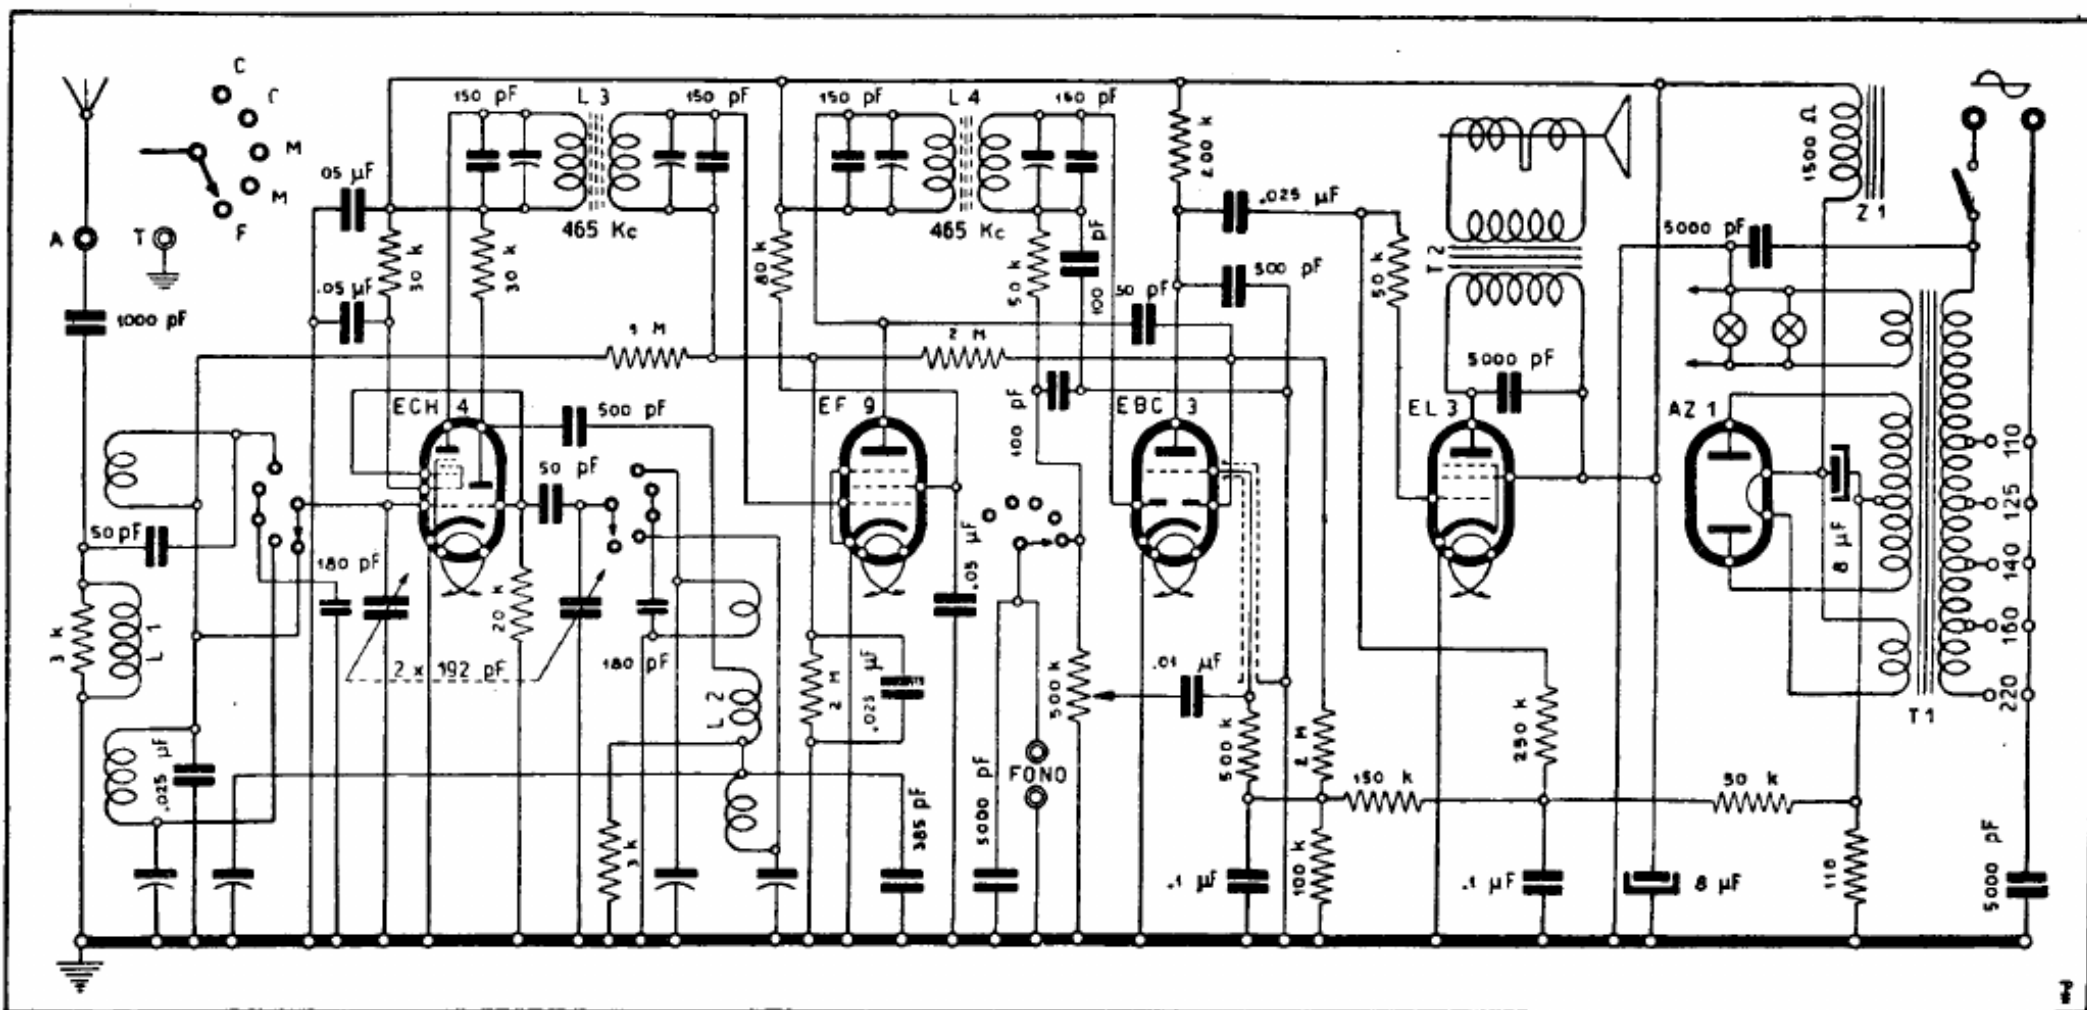 C
C
M
M
F
A
T
1000 pF
150 pF
L 3
150 pF
465 Kc
05 µF
.05 µF
30 k
30 k
1 M
ECH 4
500 pF
50 pF
50 pF
180 pF
20 k
2 x 192 pF
180 pF
3 k
L 1
.025 µF
L 2
3 k
150 pF
L 4
160 pF
465 Kc
80 k
50 k
100 pF
50 pF
2 M
100 pF
EF 9
.05 µF
2 M
.025 µF
385 pF
5000 pF
FONO
500 k
EBC 3
200 k
.025 µF
500 pF
.01 µF
500 k
2 M
150 k
.1 µF
100 k
50 k
T 2
5000 pF
EL 3
250 k
.1 µF
8 µF
50 k
110
1500 Ω
Z 1
5000 pF
AZ 1
8 µF
110
125
140
160
220
T 1
5000 pF